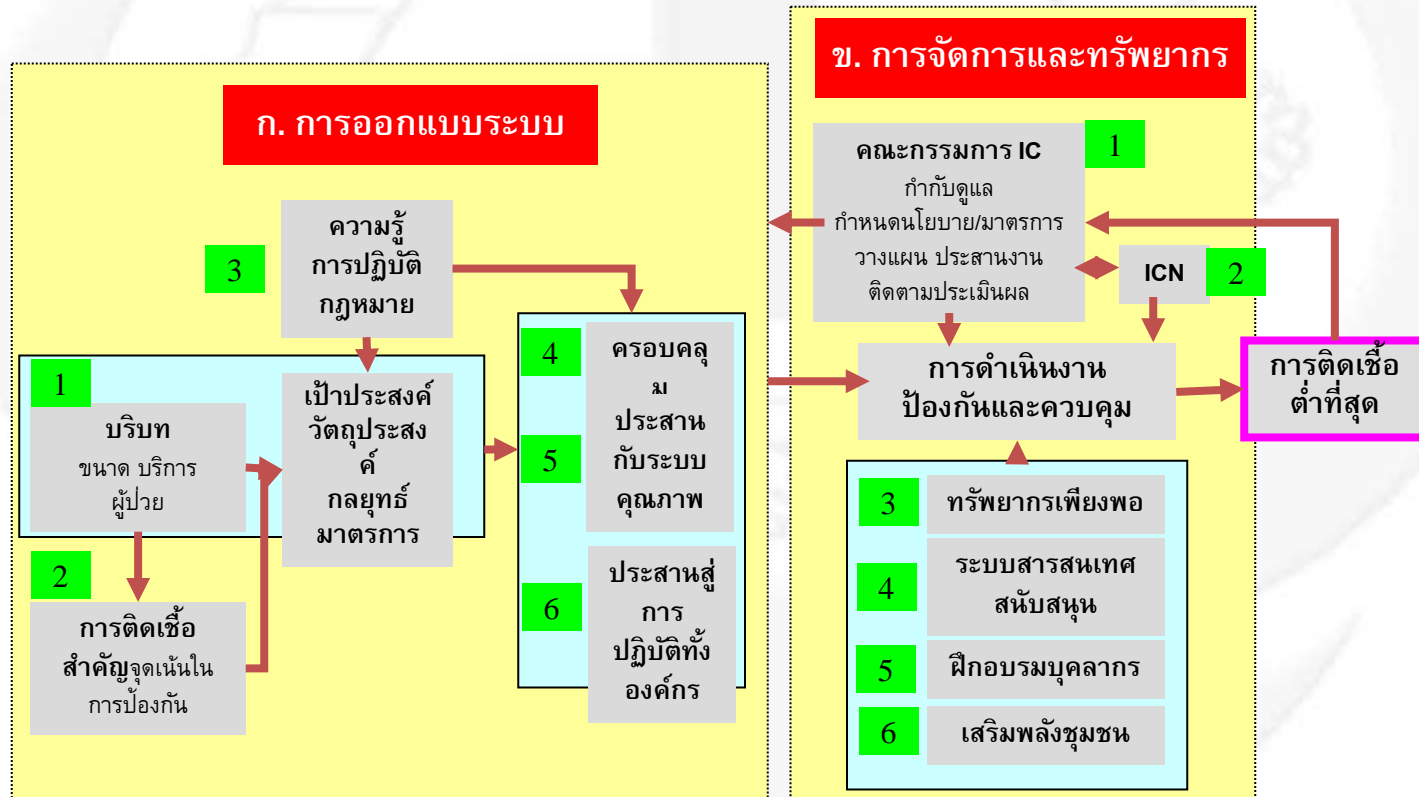 ก. การออกแบบระบบ
3
ความรู้
การปฏิบัติ
กฎหมาย
1
บริบท
ขนาด บริการ
ผู้ป่วย
2
การติดเชื้อ
สำคัญจุดเน้นใน
การป้องกัน
เป้าประสงค์
วัตถุประสง
ค์
กลยุทธ์
มาตรการ
4
ครอบคลุ
ม
5
ประสาน
กับระบบ
คุณภาพ
6
ประสานสู่
การ
ปฏิบัติทั้ง
องค์กร
ข. การจัดการและทรัพยากร
1
คณะกรรมการ IC
กำกับดูแล
กำหนดนโยบาย/มาตรการ
วางแผน ประสานงาน
ติดตามประเมินผล
ICN
2
การดำเนินงาน
ป้องกันและควบคุม
การติดเชื้อ
ต่ำที่สุด
3
ทรัพยากรเพียงพอ
4
ระบบสารสนเทศ
สนับสนุน
5
ฝึกอบรมบุคลากร
6
เสริมพลังชุมชน